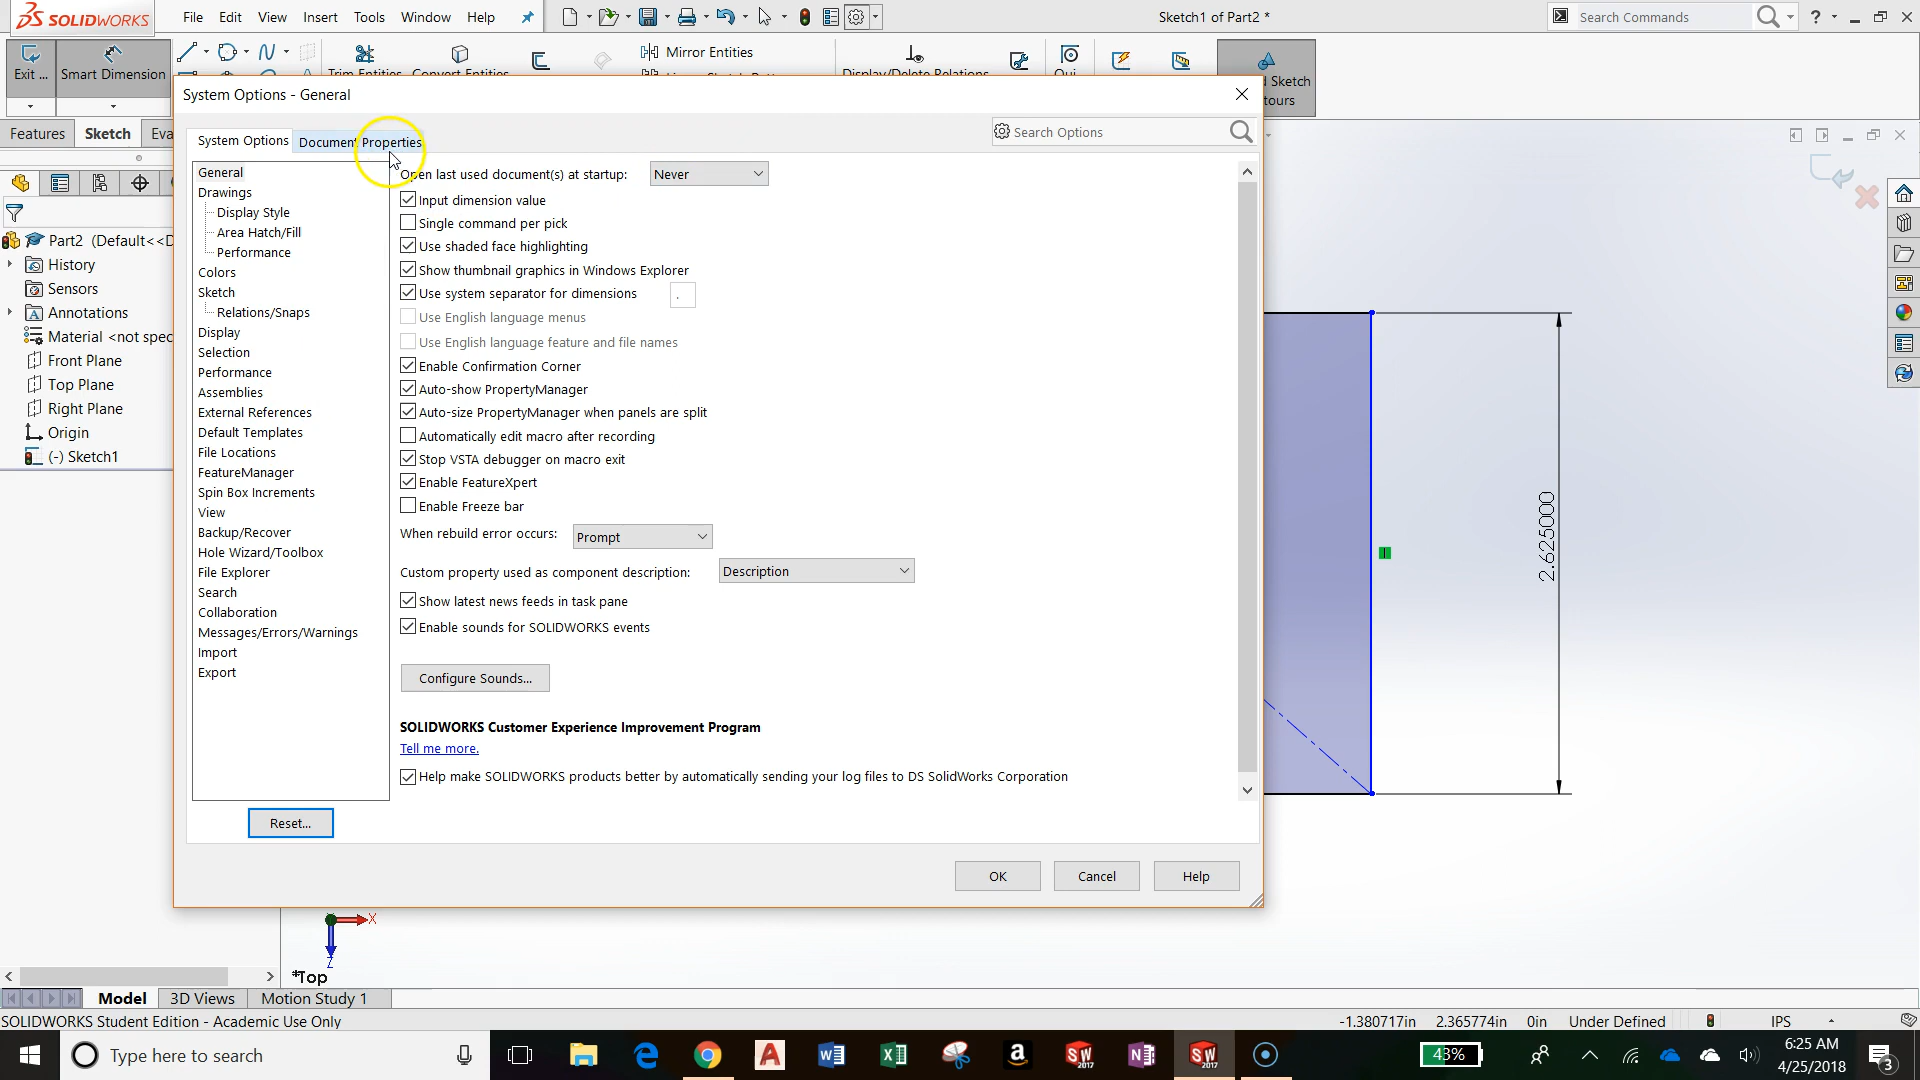 SOLIDWORKS File Edit View Insert Tools Window Help Sketch1 of Part2 * Search Commands ?
Exit ... Smart Dimension Mirror Entities
Features Sketch
System Options - General
System Options Document Properties Search Options
General
Drawings
Display Style
Area Hatch/Fill
Performance
Colors
Sketch
Relations/Snaps
Display
Selection
Performance
Assemblies
External References
Default Templates
File Locations
FeatureManager
Spin Box Increments
View
Backup/Recover
Hole Wizard/Toolbox
File Explorer
Search
Collaboration
Messages/Errors/Warnings
Import
Export
Reset...
Open last used document(s) at startup: Never
Input dimension value
Single command per pick
Use shaded face highlighting
Show thumbnail graphics in Windows Explorer
Use system separator for dimensions .
Use English language menus
Use English language feature and file names
Enable Confirmation Corner
Auto-show PropertyManager
Auto-size PropertyManager when panels are split
Automatically edit macro after recording
Stop VSTA debugger on macro exit
Enable FeatureXpert
Enable Freeze bar
When rebuild error occurs: Prompt
Custom property used as component description: Description
Show latest news feeds in task pane
Enable sounds for SOLIDWORKS events
Configure Sounds...
SOLIDWORKS Customer Experience Improvement Program
Tell me more.
Help make SOLIDWORKS products better by automatically sending your log files to DS SolidWorks Corporation
OK Cancel Help
Part2 (Default<<D
History
Sensors
Annotations
Material <not spec
Front Plane
Top Plane
Right Plane
Origin
(-) Sketch1
2.625000
X
Z
*Top
Model 3D Views Motion Study 1
SOLIDWORKS Student Edition - Academic Use Only -1.380717in 2.365774in 0in Under Defined IPS
Type here to search 43% 6:25 AM
4/25/2018 3